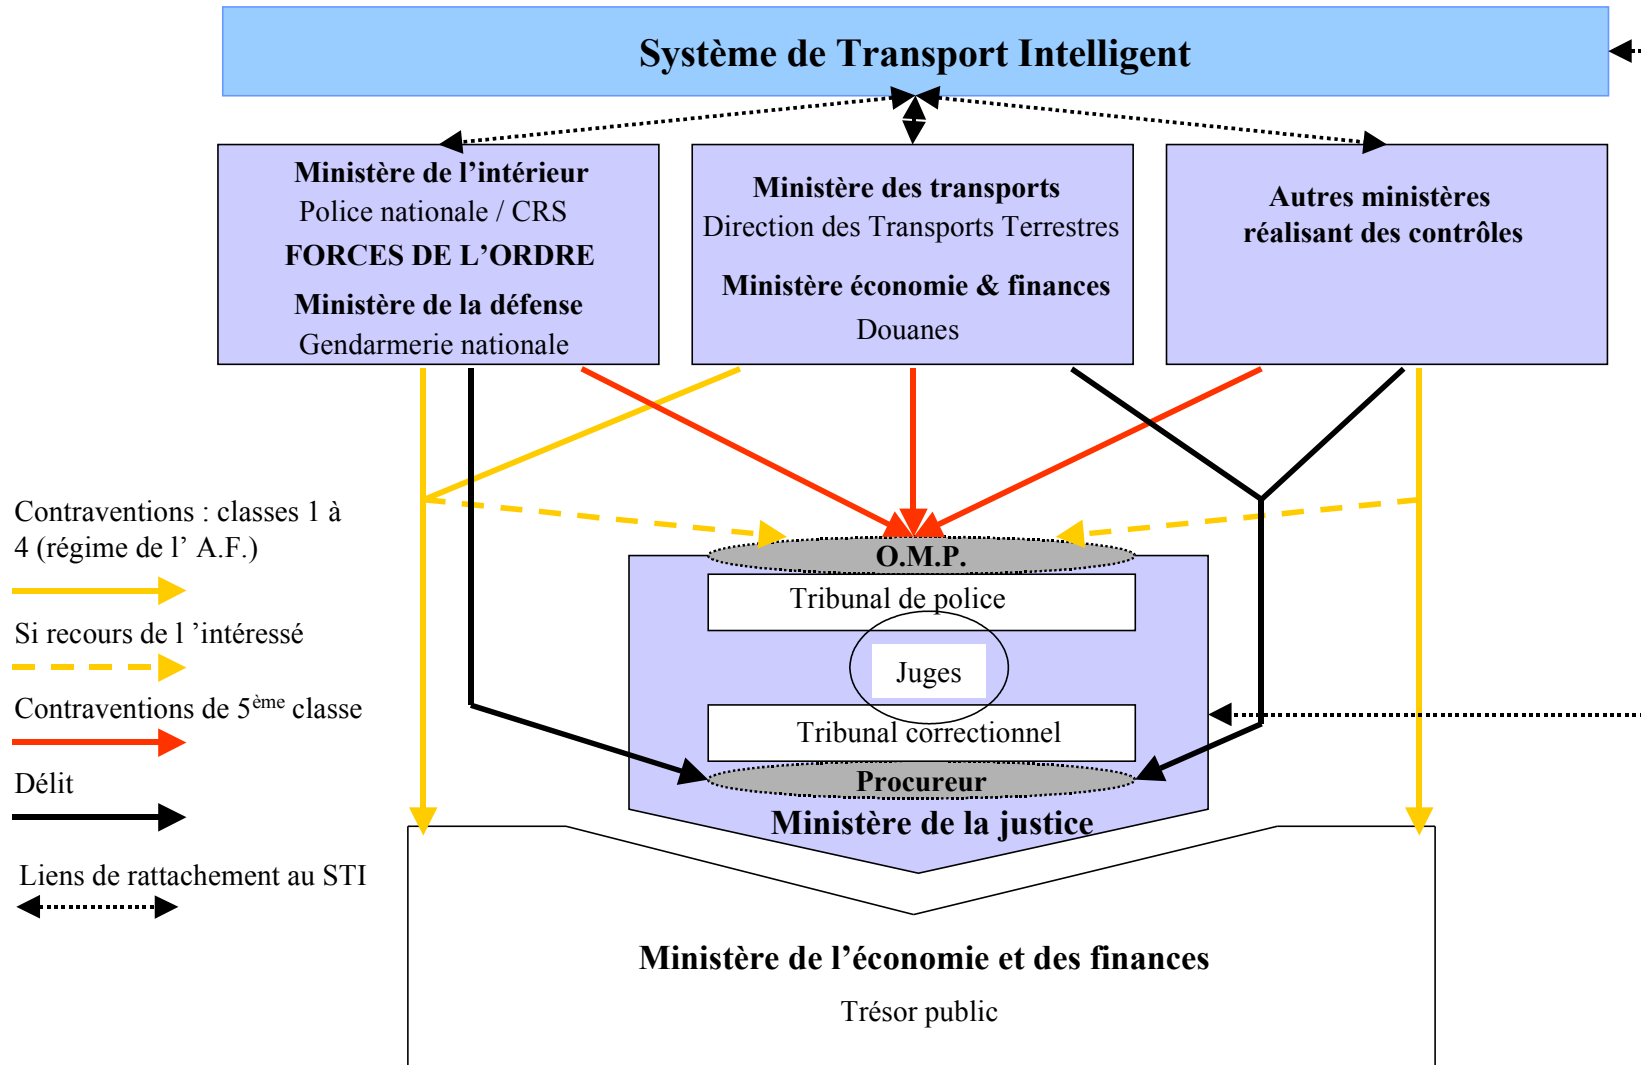 Système de Transport Intelligent
Ministère de l’intérieur
Police nationale / CRS
FORCES DE L’ORDRE
Ministère de la défense
Gendarmerie nationale
Ministère des transports
Direction des Transports Terrestres
Ministère économie & finances
Douanes
Autres ministères
réalisant des contrôles
Contraventions : classes 1 à
4 (régime de l’ A.F.)
Si recours de l ’intéressé
Contraventions de 5ème classe
Délit
Liens de rattachement au STI
O.M.P.
Tribunal de police
Juges
Tribunal correctionnel
Procureur
Ministère de la justice
Ministère de l’économie et des finances
Trésor public